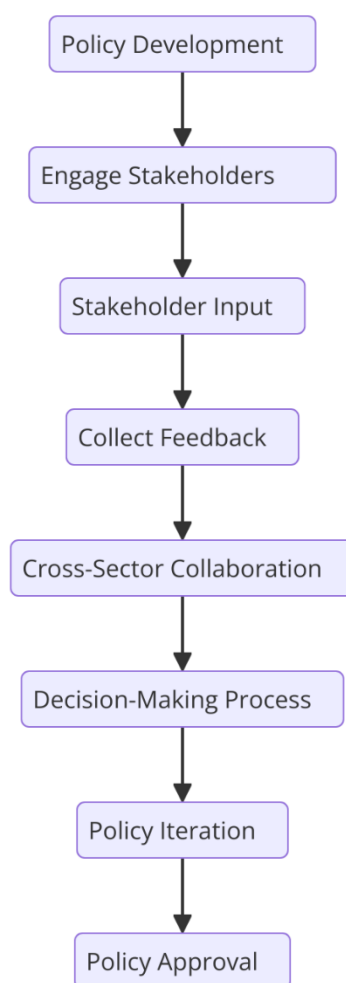 Policy Development
Engage Stakeholders
Stakeholder Input
Collect Feedback
Cross-Sector Collaboration
Decision-Making Process
Policy Iteration
Policy Approval